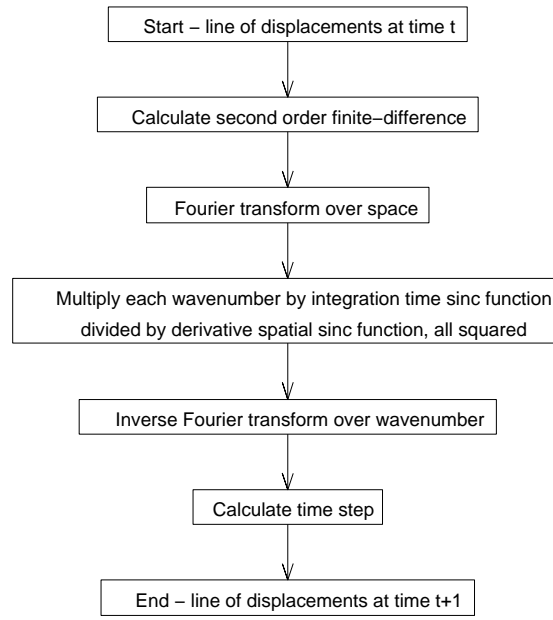 Start − line of displacements at time t
Calculate second order finite−difference
Fourier transform over space
Multiply each wavenumber by integration time sinc function
divided by derivative spatial sinc function, all squared
Inverse Fourier transform over wavenumber
Calculate time step
End − line of displacements at time t+1